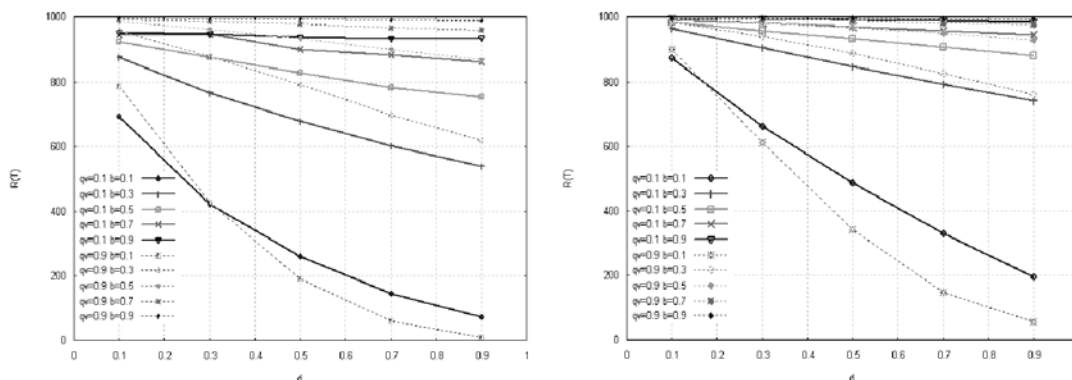 1000
800
600
400
200
0
R(T)
qv=0.1 b=0.1
qv=0.1 b=0.3
qv=0.1 b=0.5
qv=0.1 b=0.7
qv=0.1 b=0.9
qv=0.9 b=0.1
qv=0.9 b=0.3
qv=0.9 b=0.5
qv=0.9 b=0.7
qv=0.9 b=0.9
0 0.1 0.2 0.3 0.4 0.5 0.6 0.7 0.8 0.9 1
1000
800
600
400
200
0
R(T)
qv=0.1 b=0.1
qv=0.1 b=0.3
qv=0.1 b=0.5
qv=0.1 b=0.7
qv=0.1 b=0.9
qv=0.9 b=0.1
qv=0.9 b=0.3
qv=0.9 b=0.5
qv=0.9 b=0.7
qv=0.9 b=0.9
0 0.1 0.2 0.3 0.4 0.5 0.6 0.7 0.8 0.9